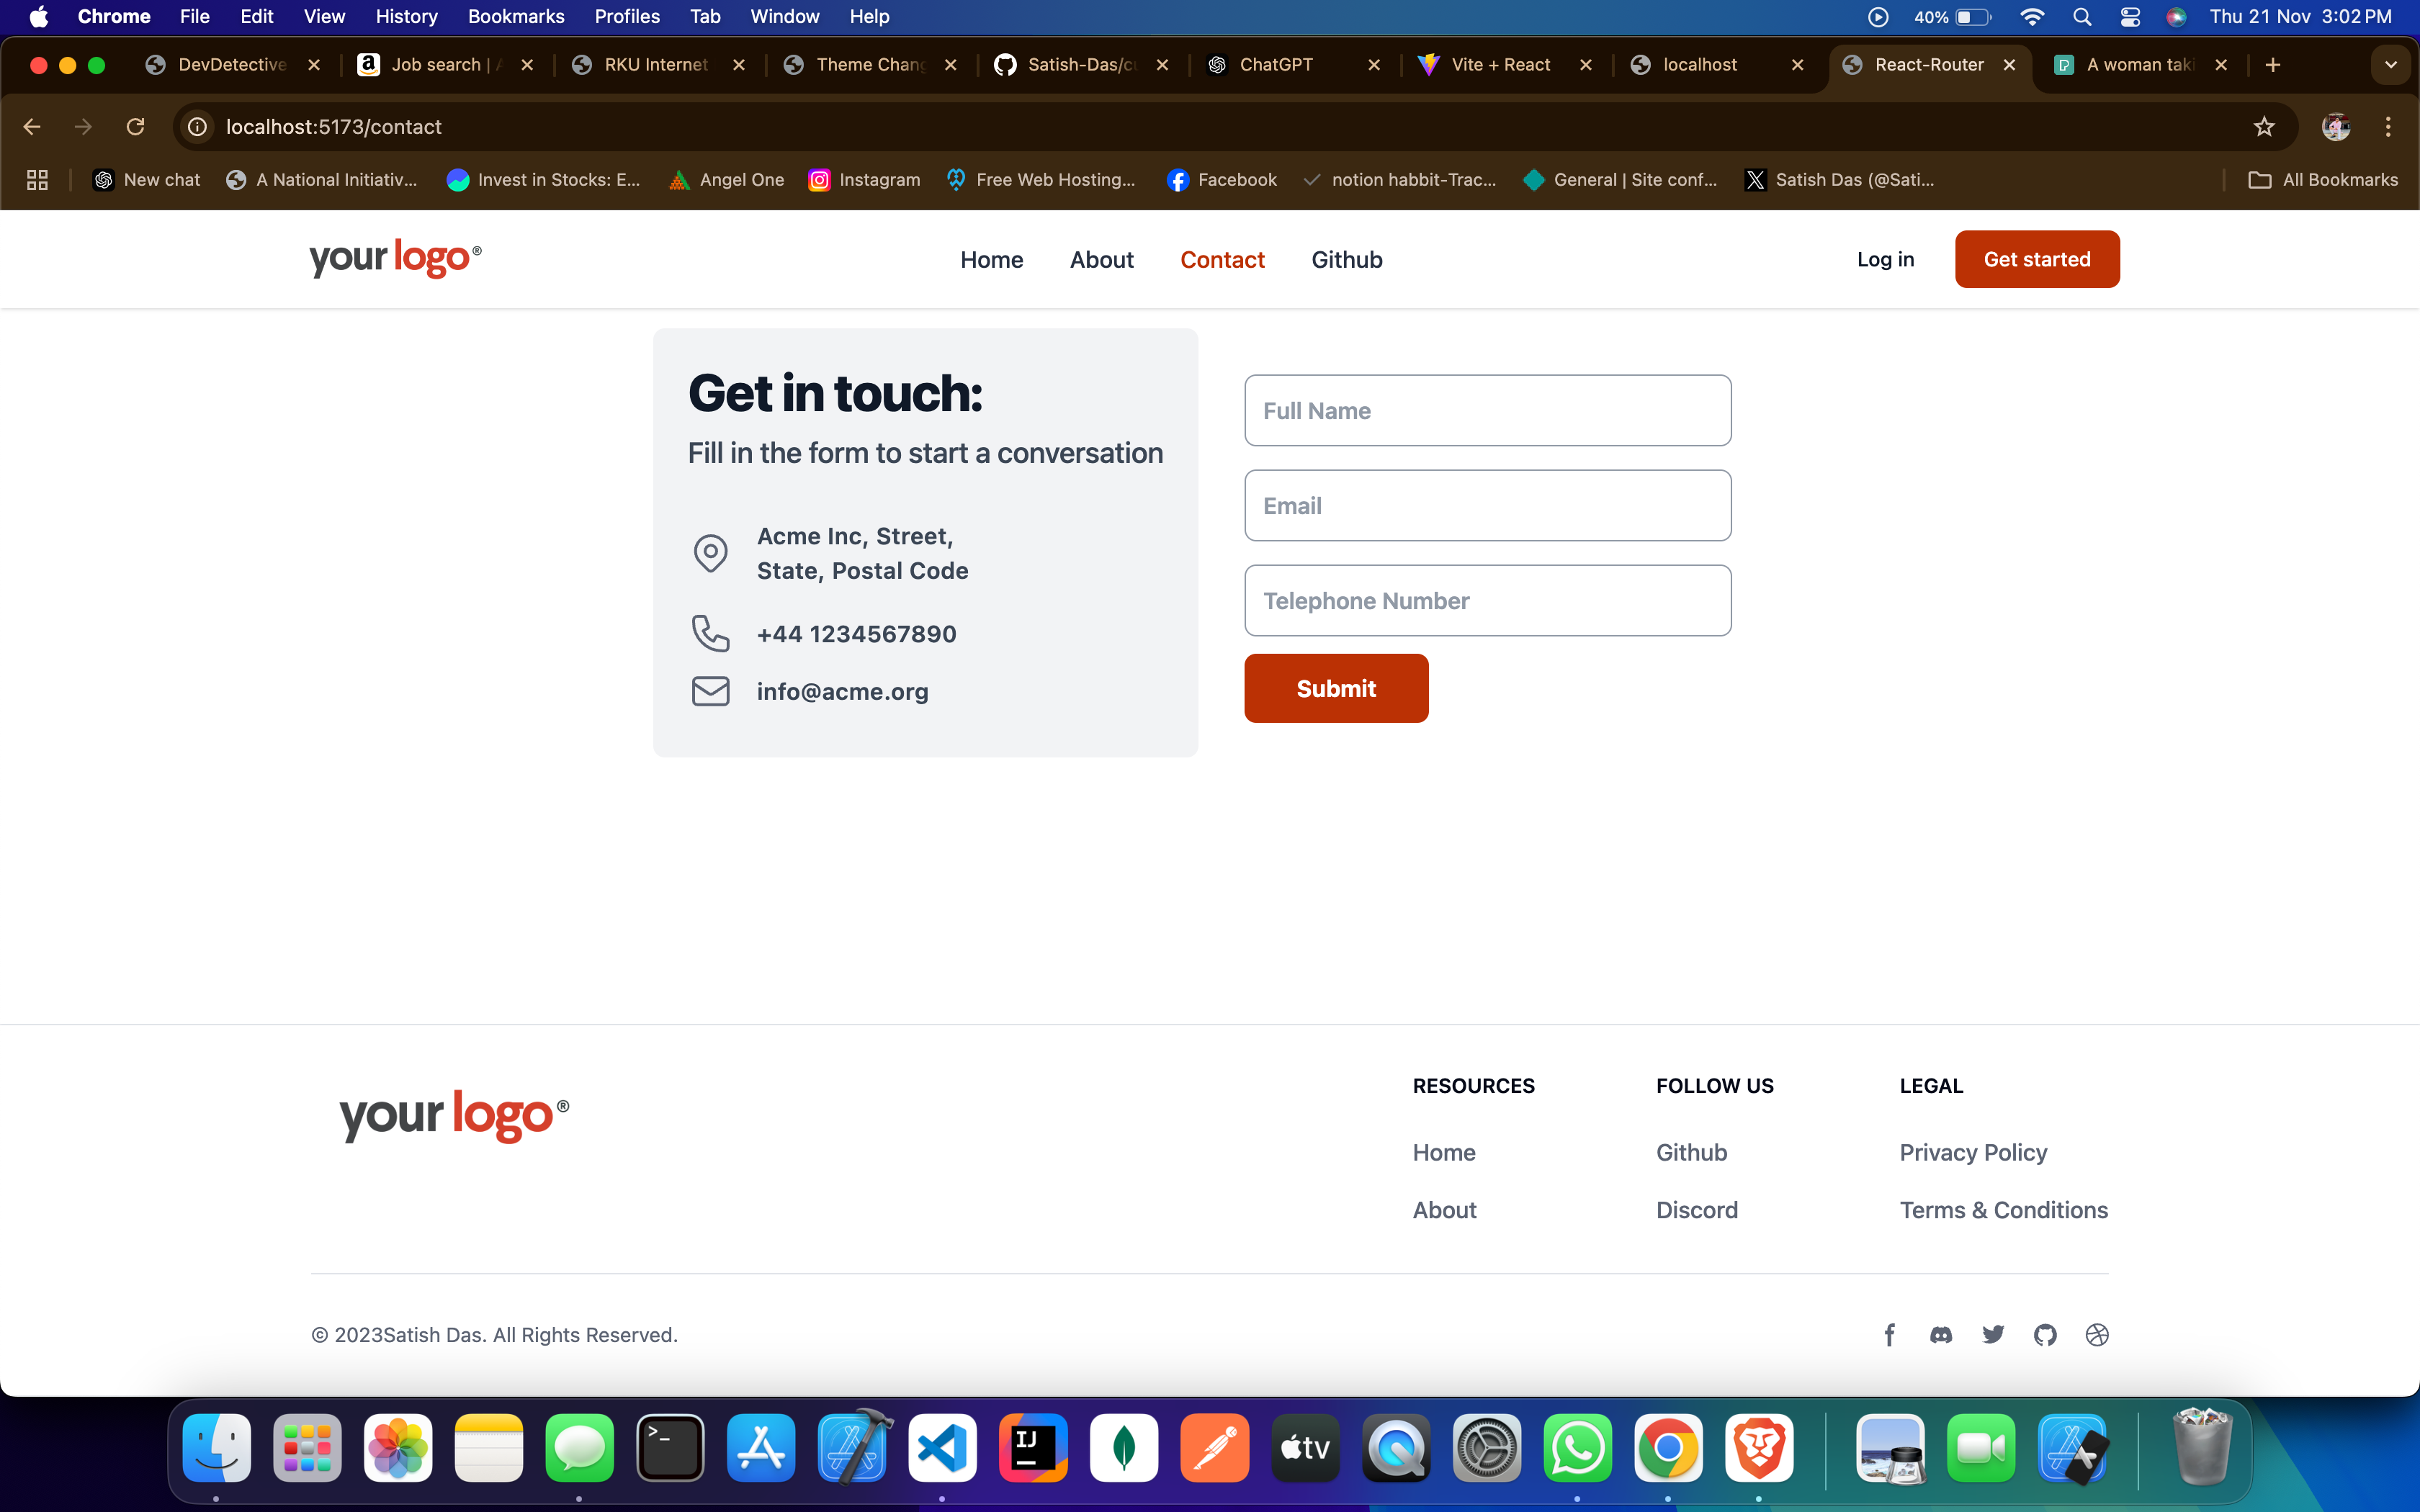 Chrome File Edit View History Bookmarks Profiles Tab Window Help 40% Thu 21 Nov 3:02 PM
DevDetective Job search | RKU Internet Theme Chang Satish-Das/cu ChatGPT Vite + React localhost React-Router A woman taki
localhost:5173/contact
New chat A National Initiativ... Invest in Stocks: E... Angel One Instagram Free Web Hosting... Facebook notion habbit-Trac... General | Site conf... Satish Das (@Sati... All Bookmarks
your logo® Home About Contact Github Log in Get started
Get in touch:
Fill in the form to start a conversation
Acme Inc, Street,
State, Postal Code
+44 1234567890
info@acme.org
Full Name
Email
Telephone Number
Submit
your logo®
RESOURCES
Home
About
FOLLOW US
Github
Discord
LEGAL
Privacy Policy
Terms & Conditions
© 2023Satish Das. All Rights Reserved.
>_
IJ
tv